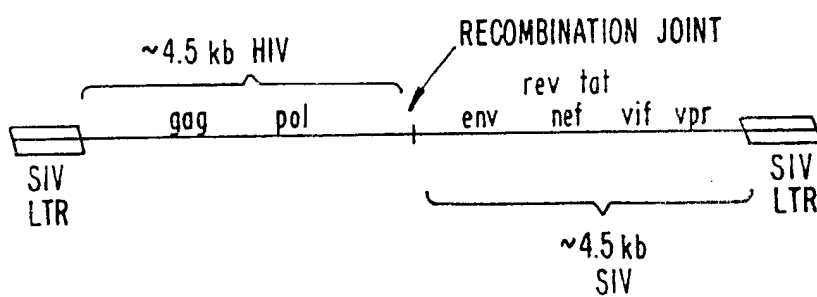 RECOMBINATION JOINT
~4.5 kb HIV
rev tat
gag pol env nef vif vpr
SIV
LTR
SIV
LTR
~4.5 kb
SIV